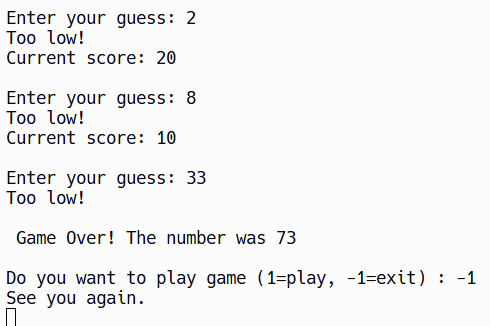 Enter your guess: 2
Too low!
Current score: 20
Enter your guess: 8
Too low!
Current score: 10
Enter your guess: 33
Too low!
Game Over! The number was 73
Do you want to play game (1=play, -1=exit) : -1
See you again.